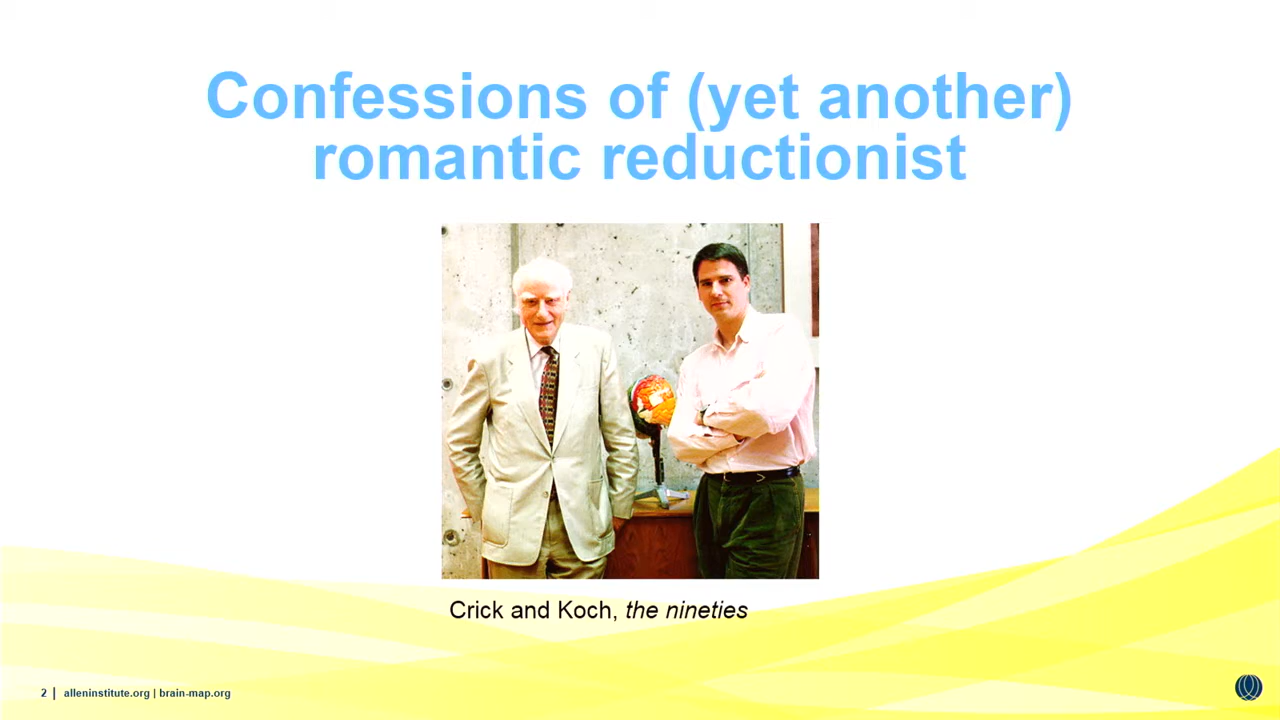 Confessions of (yet another)
romantic reductionist
Crick and Koch, the nineties
2 | alleninstitute.org | brain-map.org